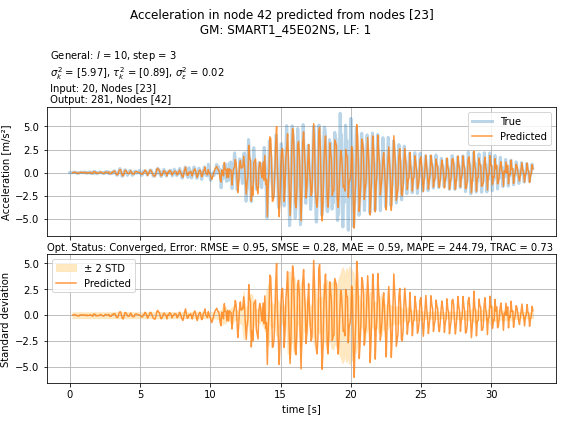 Acceleration in node 42 predicted from nodes [23]
GM: SMART1_45E02NS, LF: 1
General: l = 10, step = 3
σ²ₖ = [5.97], τ²ₖ = [0.89], σ²ε = 0.02
Input: 20, Nodes [23]
Output: 281, Nodes [42]
Acceleration [m/s²]
5.0
2.5
0.0
−2.5
−5.0
True
Predicted
Opt. Status: Converged, Error: RMSE = 0.95, SMSE = 0.28, MAE = 0.59, MAPE = 244.79, TRAC = 0.73
Standard deviation
5.0
2.5
0.0
−2.5
−5.0
± 2 STD
Predicted
0 5 10 15 20 25 30
time [s]